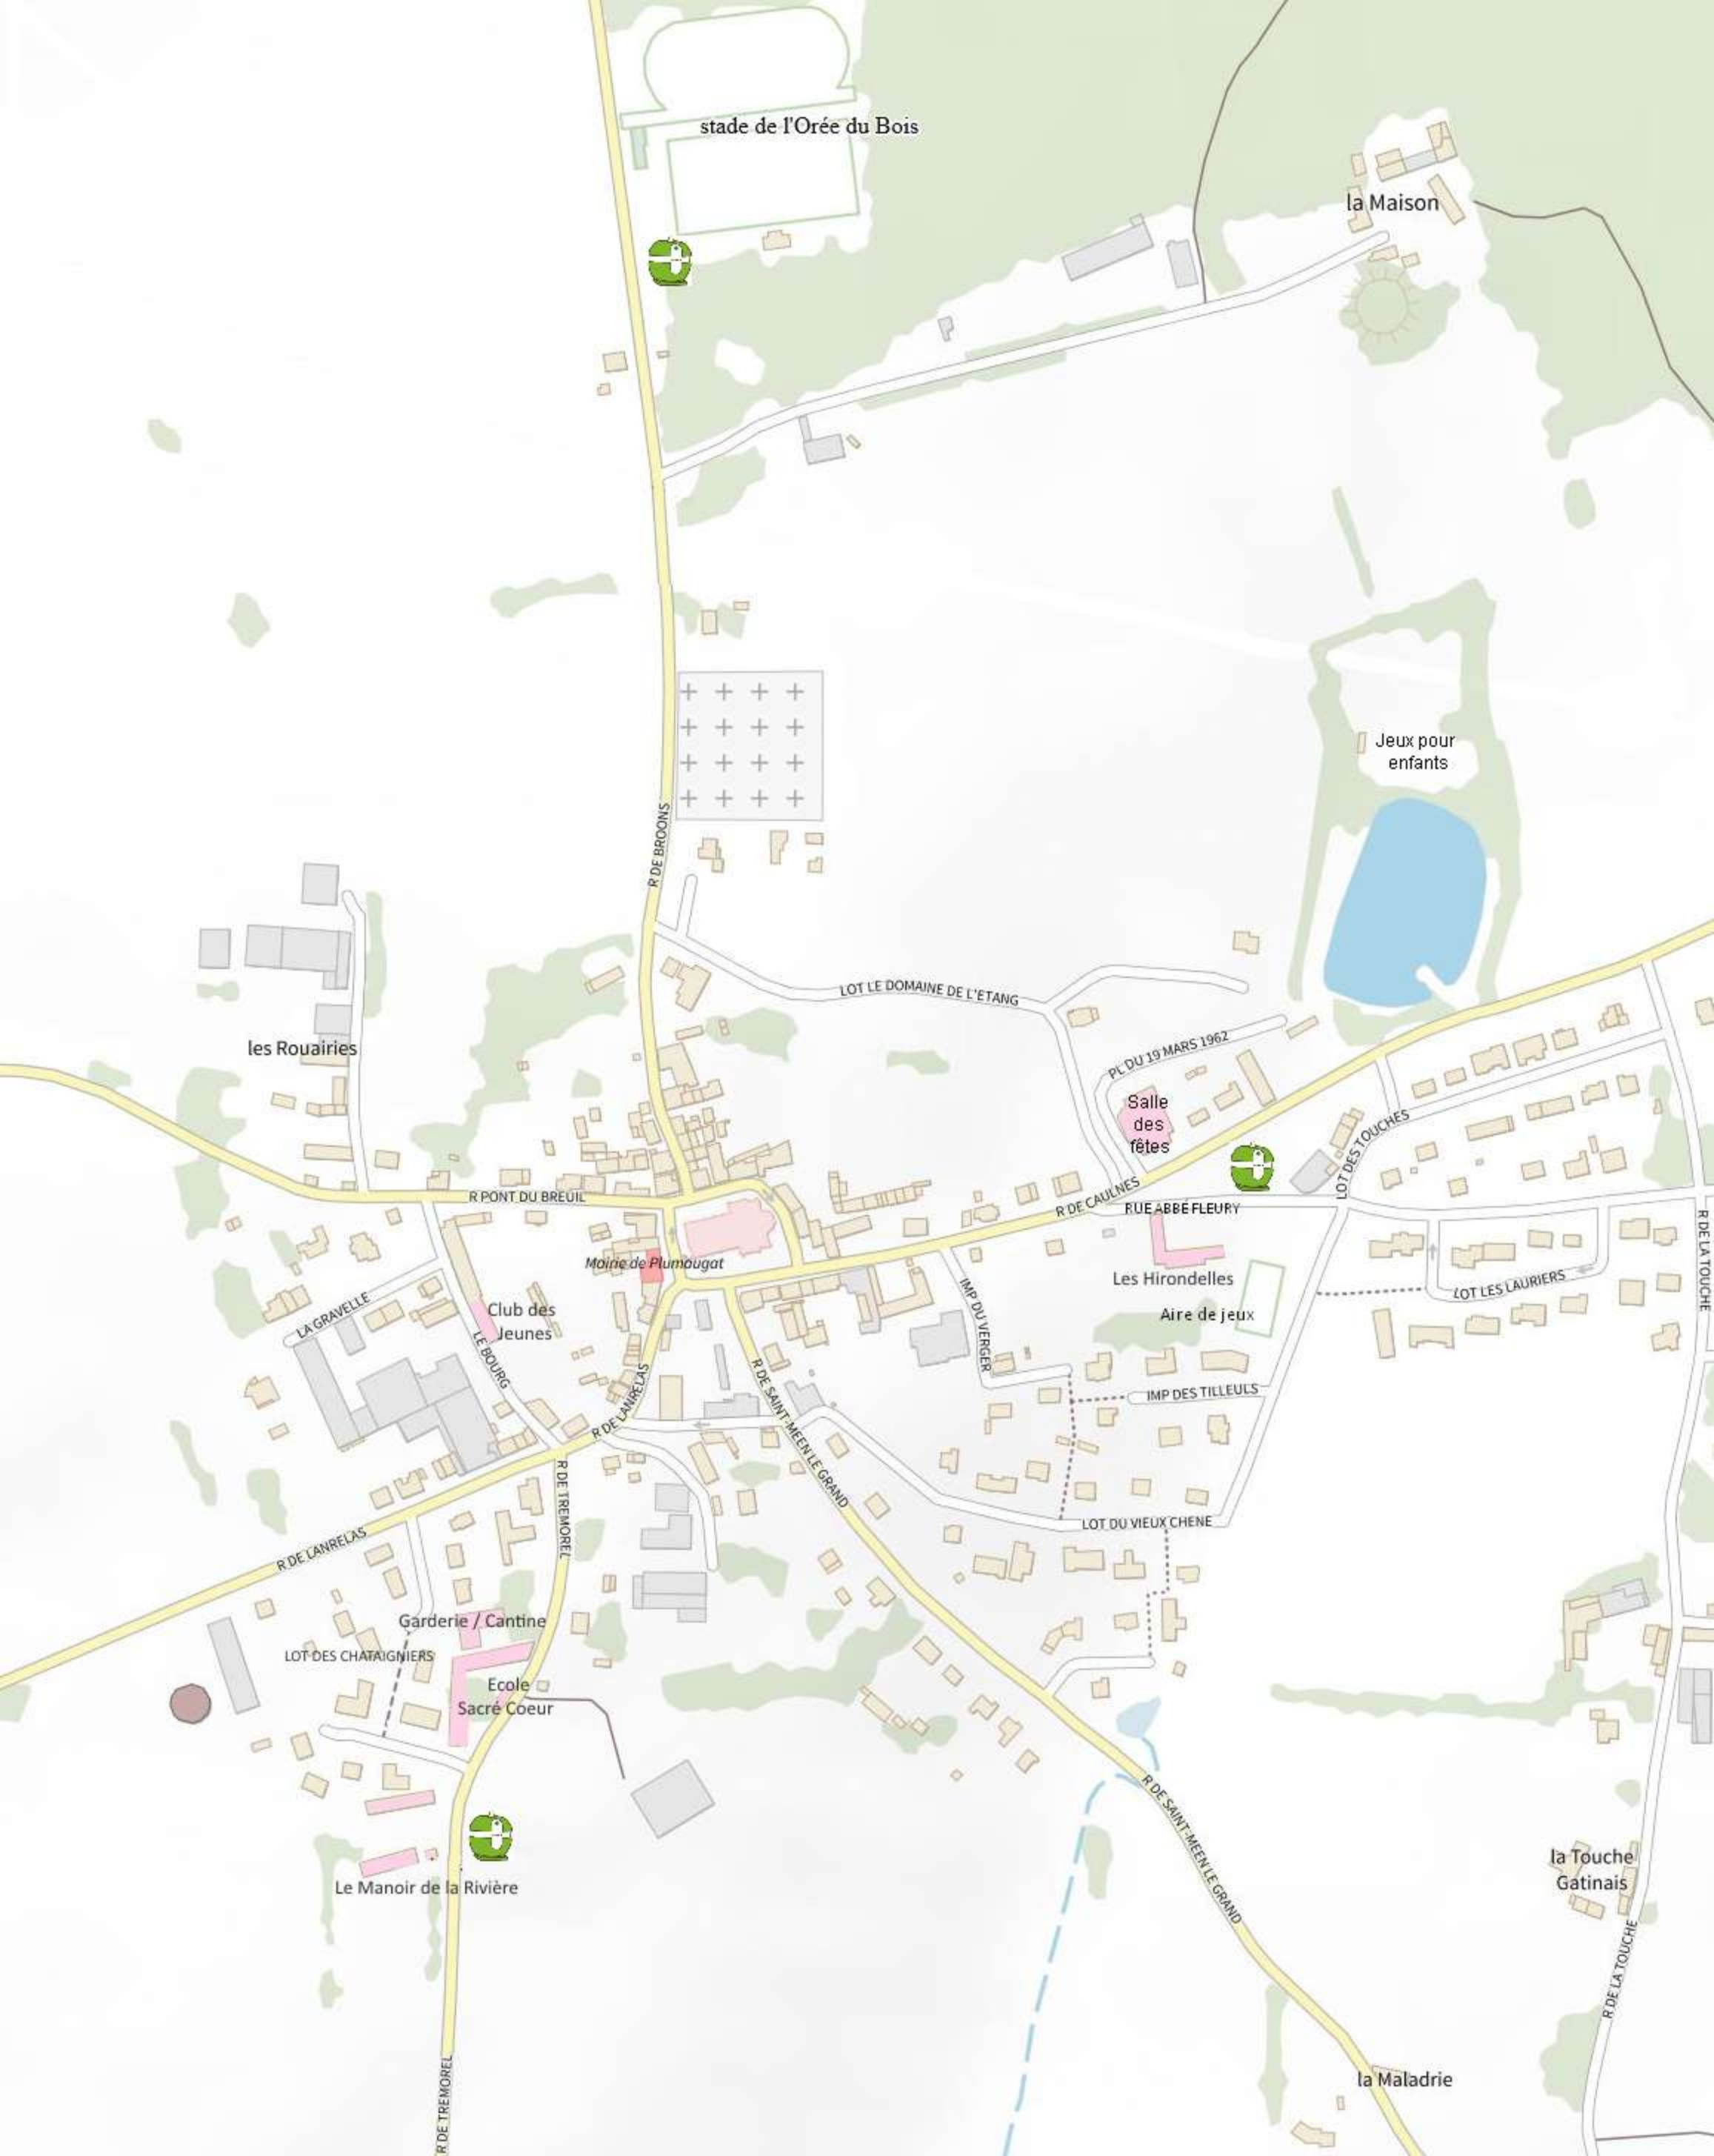 stade de l'Orée du Bois
la Maison
Jeux pour
enfants
R DE BROONS
LOT LE DOMAINE DE L'ETANG
les Rouairies
PL DU 19 MARS 1962
Salle
des
fêtes
LOT DES TOUCHES
R PONT DU BREUIL
R DE CAULNES
RUE ABBÉ FLEURY
R DE LA TOUCHE
Mairie de Plumaugat
Les Hirondelles
LOT LES LAURIERS
Aire de jeux
LA GRAVELLE
Club des
Jeunes
LE BOURG
IMP DU VERGER
R DE LANRELAS
R DE SAINT-MEEN LE GRAND
IMP DES TILLEULS
R DE TREMOREL
LOT DU VIEUX CHENE
R DE LANRELAS
Garderie / Cantine
LOT DES CHATAIGNIERS
Ecole
Sacré Coeur
R DE SAINT-MEEN LE GRAND
Le Manoir de la Rivière
la Touche
Gatinais
R DE LA TOUCHE
R DE TREMOREL
la Maladrie